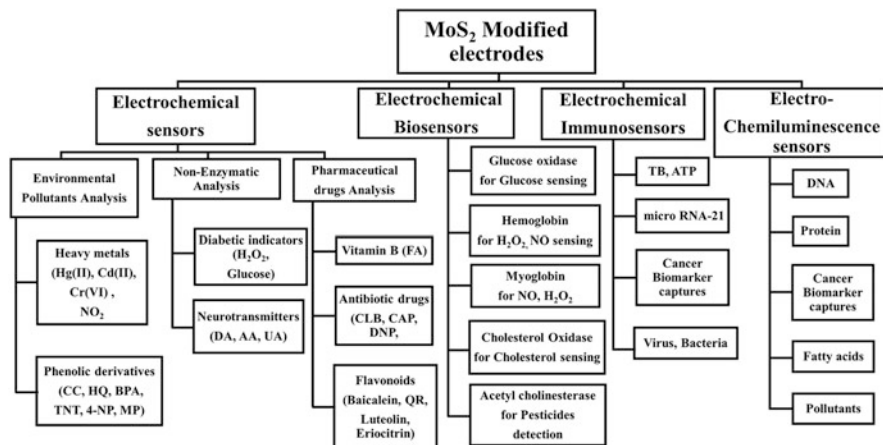 MoS₂ Modified
electrodes
Electrochemical
sensors
Electrochemical
Biosensors
Electrochemical
Immunosensors
Electro-
Chemiluminescence
sensors
Environmental
Pollutants Analysis
Non-Enzymatic
Analysis
Pharmaceutical
drugs Analysis
Heavy metals
(Hg(II), Cd(II),
Cr(VI) ,
NO₂
Phenolic derivatives
(CC, HQ, BPA,
TNT, 4-NP, MP)
Diabetic indicators
(H₂O₂,
Glucose)
Neurotransmitters
(DA, AA, UA)
Vitamin B (FA)
Antibiotic drugs
(CLB, CAP,
DNP,
Flavonoids
(Baicalein, QR,
Luteolin,
Eriocitrin)
Glucose oxidase
for Glucose sensing
Hemoglobin
for H₂O₂, NO sensing
Myoglobin
for NO, H₂O₂
Cholesterol Oxidase
for Cholesterol sensing
Acetyl cholinesterase
for Pesticides
detection
TB, ATP
micro RNA-21
Cancer
Biomarker
captures
Virus, Bacteria
DNA
Protein
Cancer
Biomarker
captures
Fatty acids
Pollutants